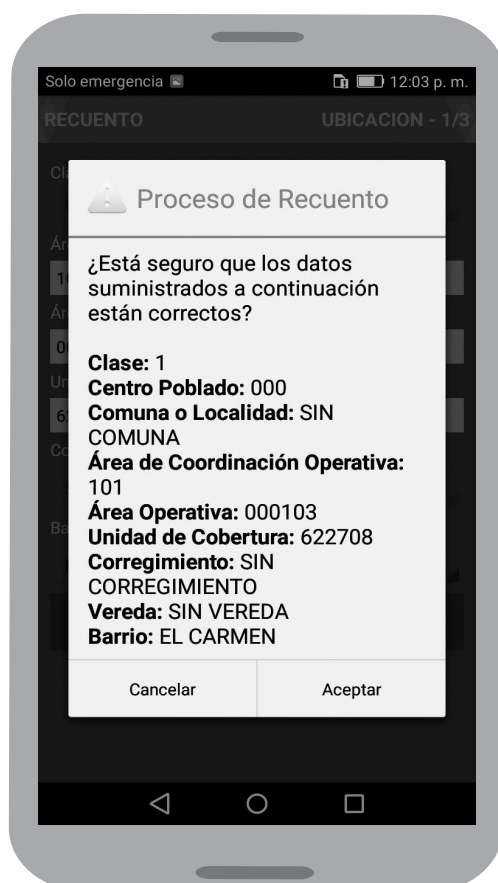 Solo emergencia 12:03 p. m.
RECUENTO UBICACION - 1/3
Proceso de Recuento
¿Está seguro que los datos
suministrados a continuación
están correctos?
Clase: 1
Centro Poblado: 000
Comuna o Localidad: SIN
COMUNA
Área de Coordinación Operativa:
101
Área Operativa: 000103
Unidad de Cobertura: 622708
Corregimiento: SIN
CORREGIMIENTO
Vereda: SIN VEREDA
Barrio: EL CARMEN
Cancelar Aceptar